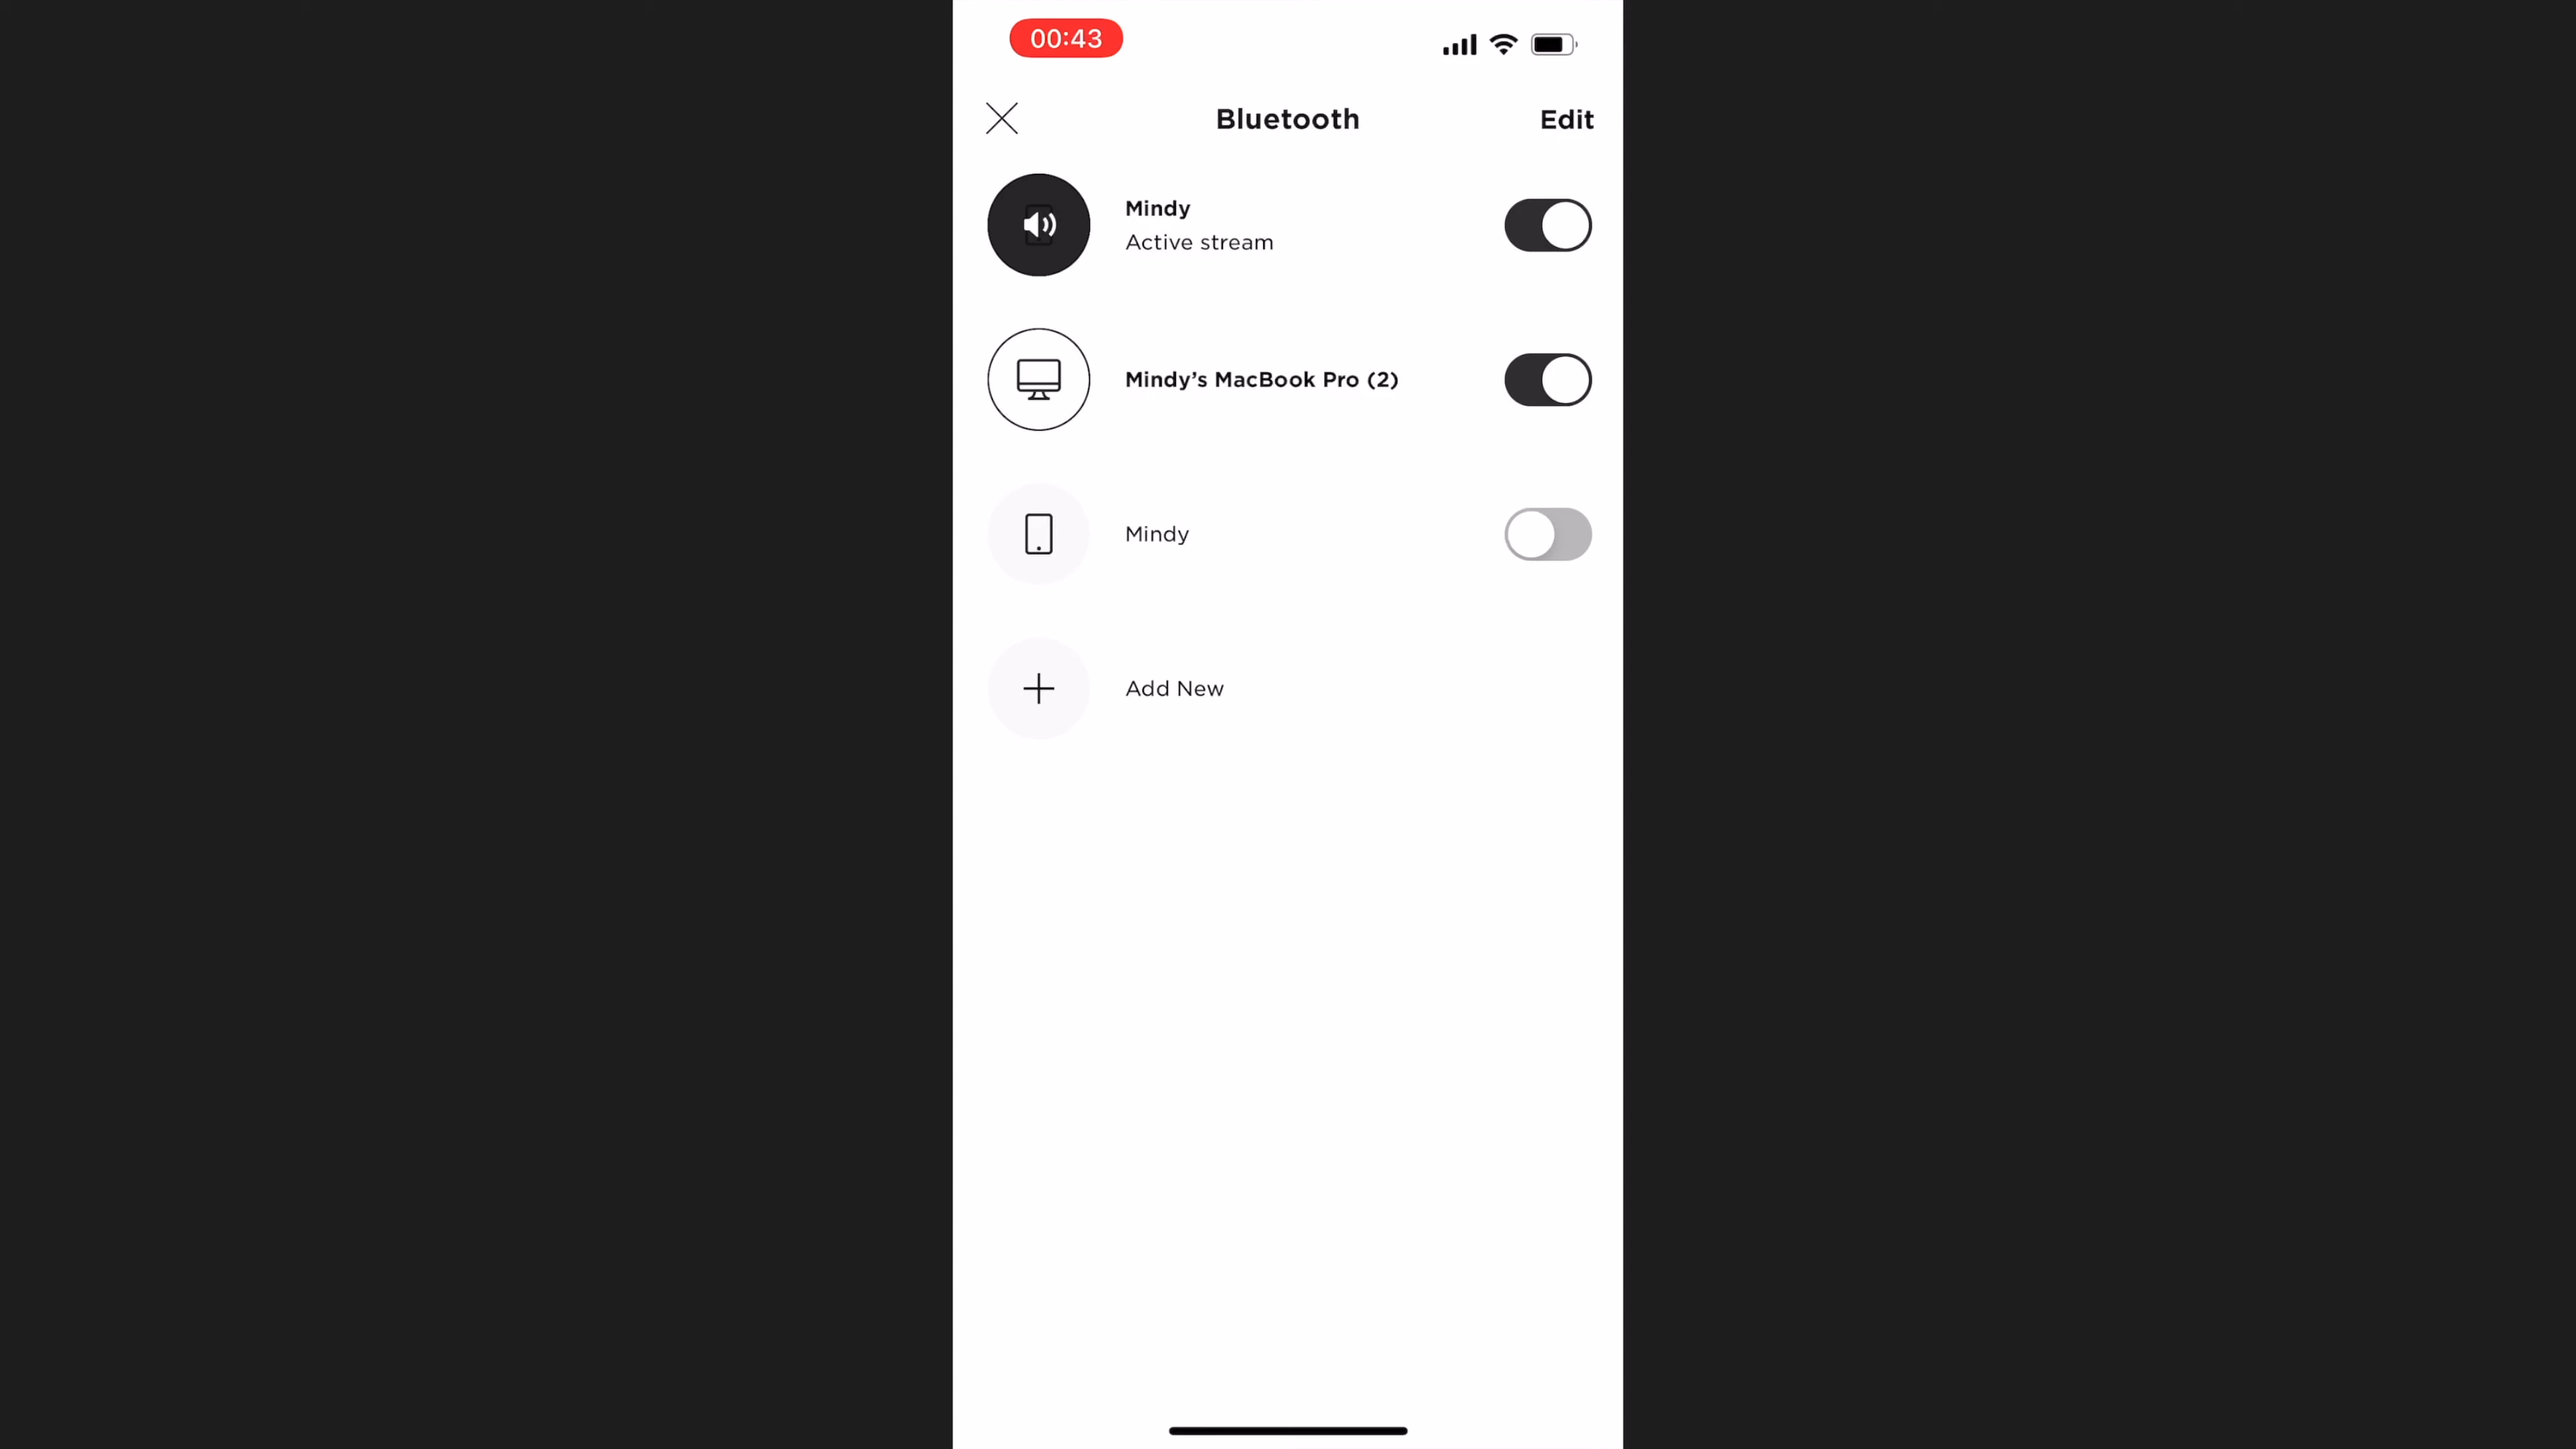 00:43
Bluetooth
Edit
Mindy
Active stream
Mindy’s MacBook Pro (2)
Mindy
Add New